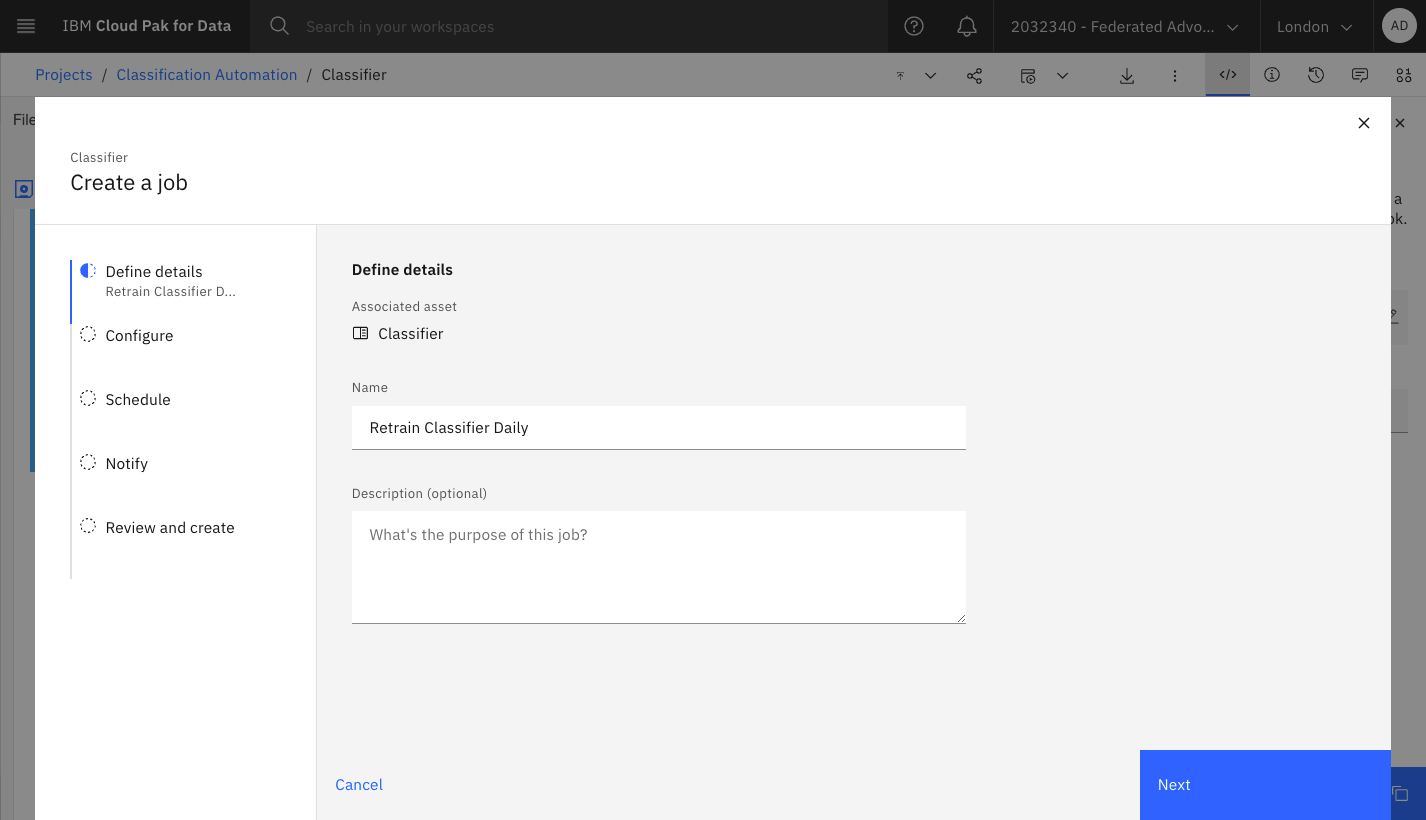 IBM Cloud Pak for Data
Search in your workspaces
2032340 - Federated Advo...
London
AD
Projects / Classification Automation / Classifier
File
Classifier
Create a job
a
ok.
Define details
Retrain Classifier D...
Configure
Schedule
Notify
Review and create
Define details
Associated asset
Classifier
Name
Retrain Classifier Daily
Description (optional)
What's the purpose of this job?
Cancel
Next